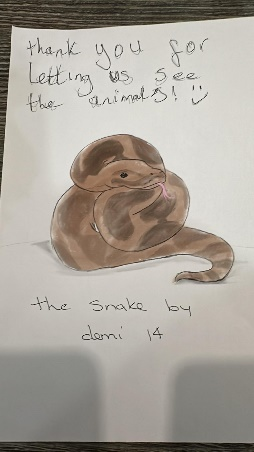 thank you for
Letting us see
the animals! :)
the snake by
demi 14